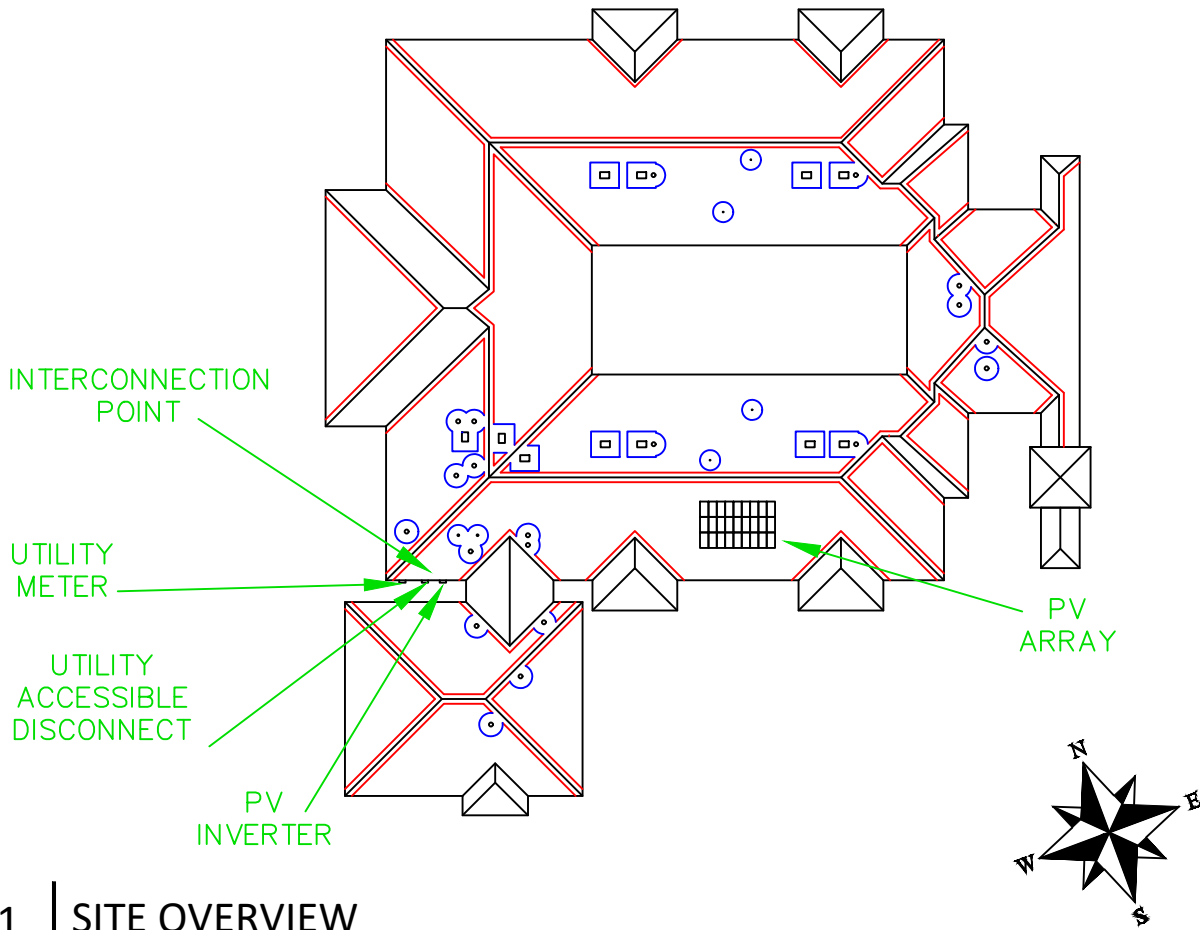 INTERCONNECTION
POINT
UTILITY
METER
UTILITY
ACCESSIBLE
DISCONNECT
PV
INVERTER
PV
ARRAY
N
E
W
S
1
SITE OVERVIEW